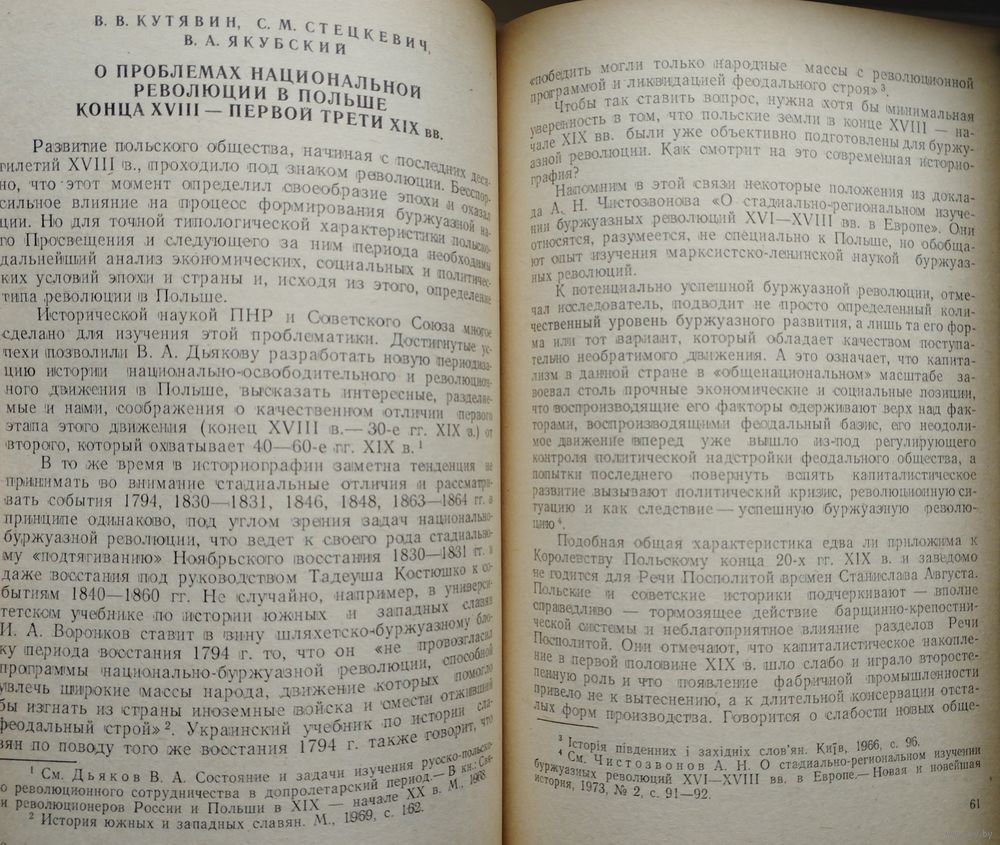 В. В. КУТЯВИН, С. М. СТЕЦКЕВИЧ,
В. А. ЯКУБСКИЙ
О ПРОБЛЕМАХ НАЦИОНАЛЬНОЙ
РЕВОЛЮЦИИ В ПОЛЬШЕ
КОНЦА XVIII — ПЕРВОЙ ТРЕТИ XIX вв.
Развитие польского общества, начиная с последних деся-
тилетий XVIII в., проходило под знаком революции. Бесспор-
но, что этот момент определил своеобразие эпохи и оказал
сильное влияние на процесс формирования буржуазной на-
ции. Но для точной типологической характеристики польско-
го Просвещения и следующего за ним периода необходимы
дальнейший анализ экономических, социальных и политичес-
ких условий эпохи и страны и, исходя из этого, определение
типа революции в Польше.
Исторической наукой ПНР и Советского Союза многое
сделано для изучения этой проблематики. Достигнутые ус-
пехи позволили В. А. Дьякову разработать новую периодиза-
цию истории национально-освободительного и революцион-
ного движения в Польше, высказать интересные, разделяе-
мые и нами, соображения о качественном отличии первого
этапа этого движения (конец XVIII в.— 30-е гг. XIX в.) от
второго, который охватывает 40—60-е гг. XIX в.¹
В то же время в историографии заметна тенденция не
принимать во внимание стадиальные отличия и рассматри-
вать события 1794, 1830—1831, 1846, 1848, 1863—1864 гг. в
принципе одинаково, под углом зрения задач национально-
буржуазной революции, что ведет к своего рода стадиально-
му «подтягиванию» Ноябрьского восстания 1830—1831 гг. и
даже восстания под руководством Тадеуша Костюшко к со-
бытиям 1840—1860 гг. Не случайно, например, в универси-
тетском учебнике по истории южных и западных славян
И. А. Воронков ставит в вину шляхетско-буржуазному бло-
ку периода восстания 1794 г. то, что он «не провозгласил
программы национально-буржуазной революции, способной
увлечь широкие массы народа, движение которых помогло
бы изгнать из страны иноземные войска и смести отживший
феодальный строй»². Украинский учебник по истории сла-
вян по поводу того же восстания 1794 г. также говорит, что
¹ См. Дьяков В. А. Состояние и задачи изучения русско-польско-
о революционного сотрудничества в допролетарский период.— В кн.: Свя-
и революционеров России и Польши в XIX — начале XX в. М., 1968.
² История южных и западных славян. М., 1969, с. 162.
«победить могли только народные массы с революционной
программой и ликвидацией феодального строя»³.
Чтобы так ставить вопрос, нужна хотя бы минимальная
уверенность в том, что польские земли в конце XVIII — на-
чале XIX вв. были уже объективно подготовлены для буржу-
азной революции. Как смотрит на это современная историо-
графия?
Напомним в этой связи некоторые положения из докла-
да А. Н. Чистозвонова «О стадиально-региональном изуче-
нии буржуазных революций XVI—XVIII вв. в Европе». Они
относятся, разумеется, не специально к Польше, но обобща-
ют опыт изучения марксистско-ленинской наукой буржуаз-
ных революций.
К потенциально успешной буржуазной революции, отме-
чал исследователь, подводит не просто определенный коли-
чественный уровень буржуазного развития, а лишь та его фор-
ма или тот вариант, который обладает качеством поступа-
тельно необратимого движения. А это означает, что капита-
лизм в данной стране в «общенациональном» масштабе за-
воевал столь прочные экономические и социальные позиции,
что воспроизводящие его факторы одерживают верх над фак-
торами, воспроизводящими феодальный базис, его неодоли-
мое движение вперед уже вышло из-под регулирующего
контроля политической надстройки феодального общества, а
попытки последнего повернуть вспять капиталистическое
развитие вызывают политический кризис, революционную си-
туацию и как следствие — успешную буржуазную револю-
цию⁴.
Подобная общая характеристика едва ли приложима к
Королевству Польскому конца 20-х гг. XIX в. и заведомо
не годится для Речи Посполитой времен Станислава Августа.
Польские и советские историки подчеркивают — вполне
справедливо — тормозящее действие барщинно-крепостни-
ческой системы и неблагоприятное влияние разделов Речи
Посполитой. Они отмечают, что капиталистическое накопле-
ние в первой половине XIX в. шло слабо и играло второсте-
пенную роль и что появление фабричной промышленности
привело не к вытеснению, а к длительной консервации отста-
лых форм производства. Говорится о слабости новых обще-
³ Історія південних і західних слов'ян. Київ, 1966, с. 96.
⁴ См. Чистозвонов А. Н. О стадиально-региональном изучении
буржуазных революций XVI—XVIII вв. в Европе.— Новая и новейшая
история, 1973, № 2, с. 91—92.
61